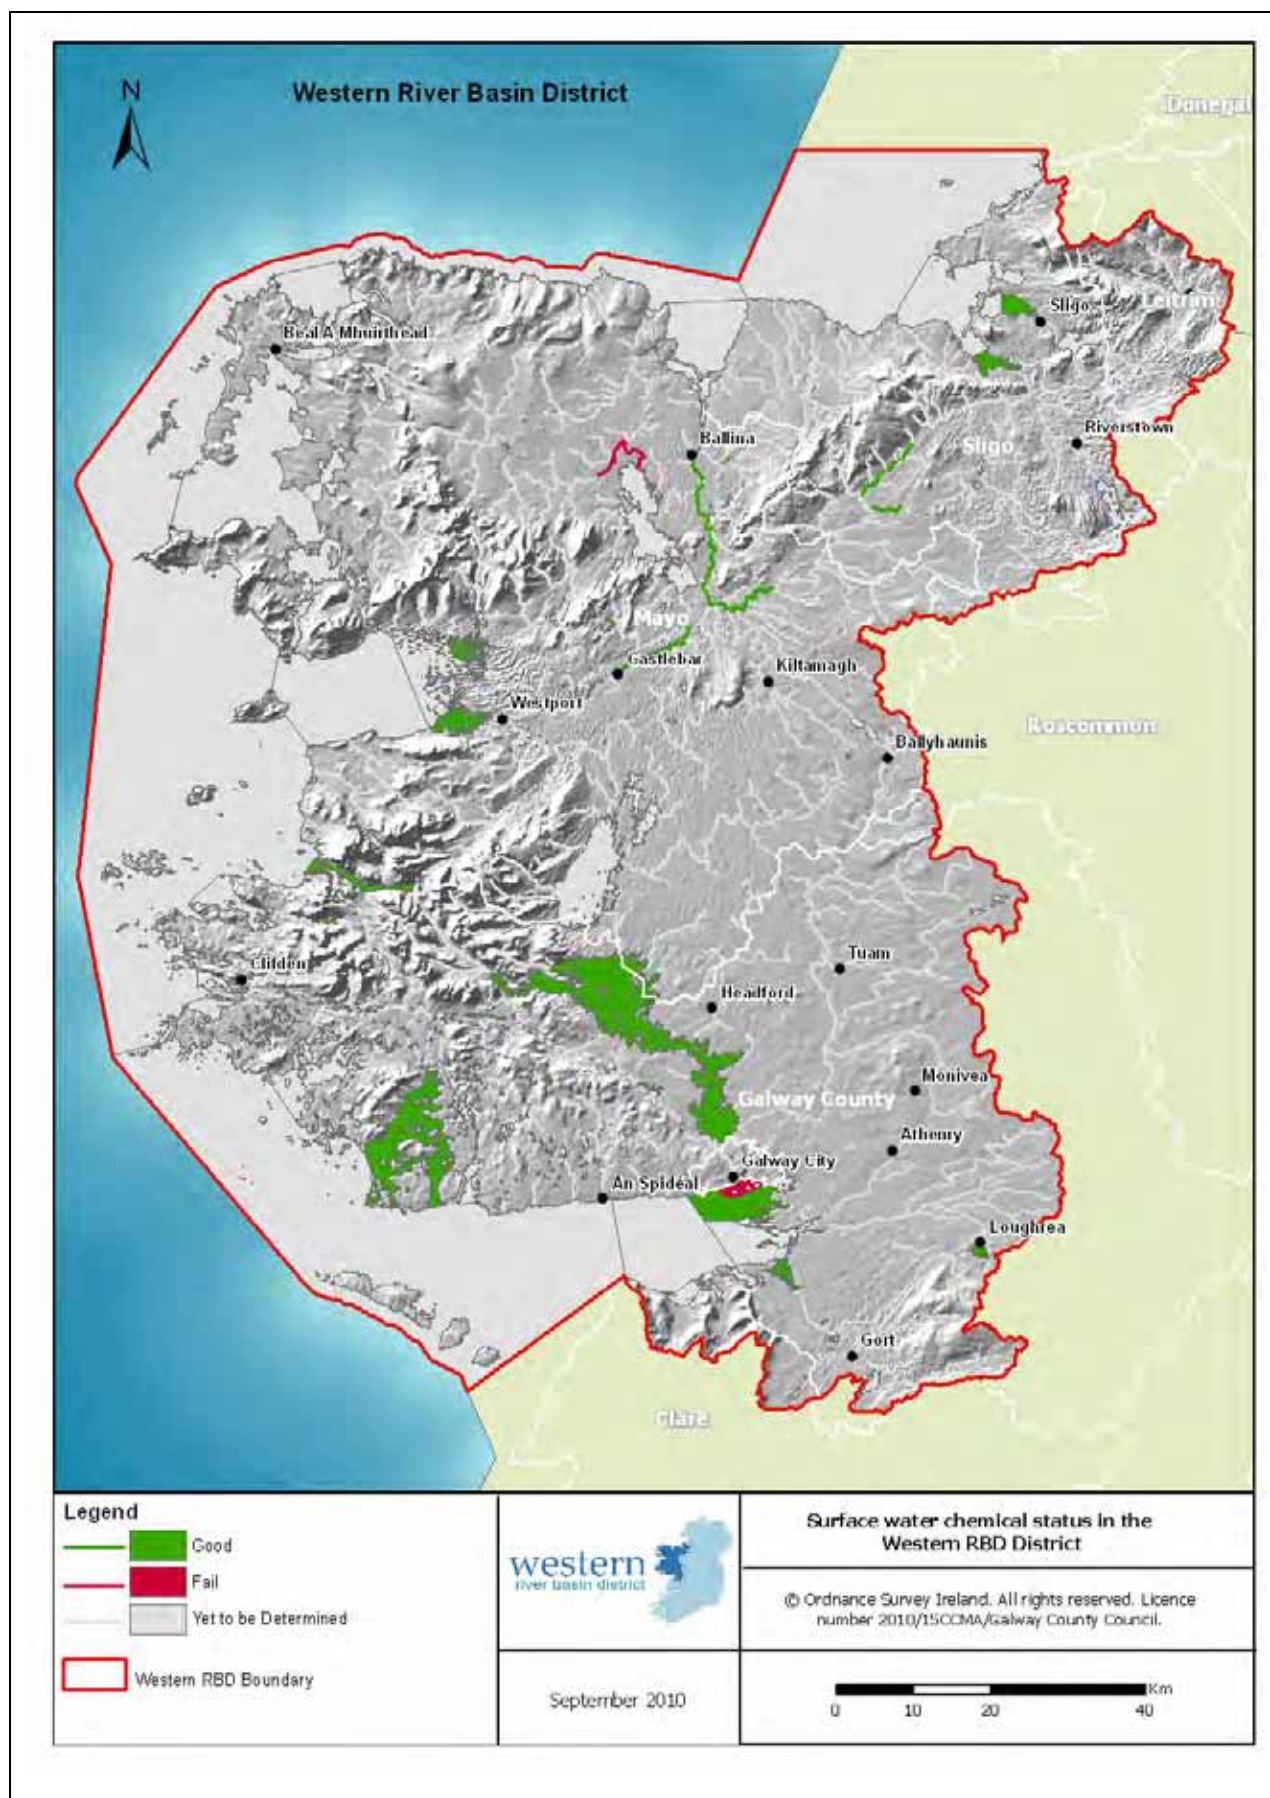 Western River Basin District
N
Donegal
Leitrim
Sligo
Beal A Mhuirthead
Riverstown
Ballina
Sligo
Mayo
Castlebar
Kiltamagh
Westport
Roscommon
Ballyhaunis
Tuam
Clifden
Headford
Monivea
Galway County
Athenry
Galway City
An Spidéal
Loughrea
Gort
Clare
Legend
Good
Fail
Yet to be Determined
Western RBD Boundary
western
river basin district
September 2010
Surface water chemical status in the
Western RBD District
© Ordnance Survey Ireland. All rights reserved. Licence
number 2010/15CCMA/Galway County Council.
Km
0 10 20 40